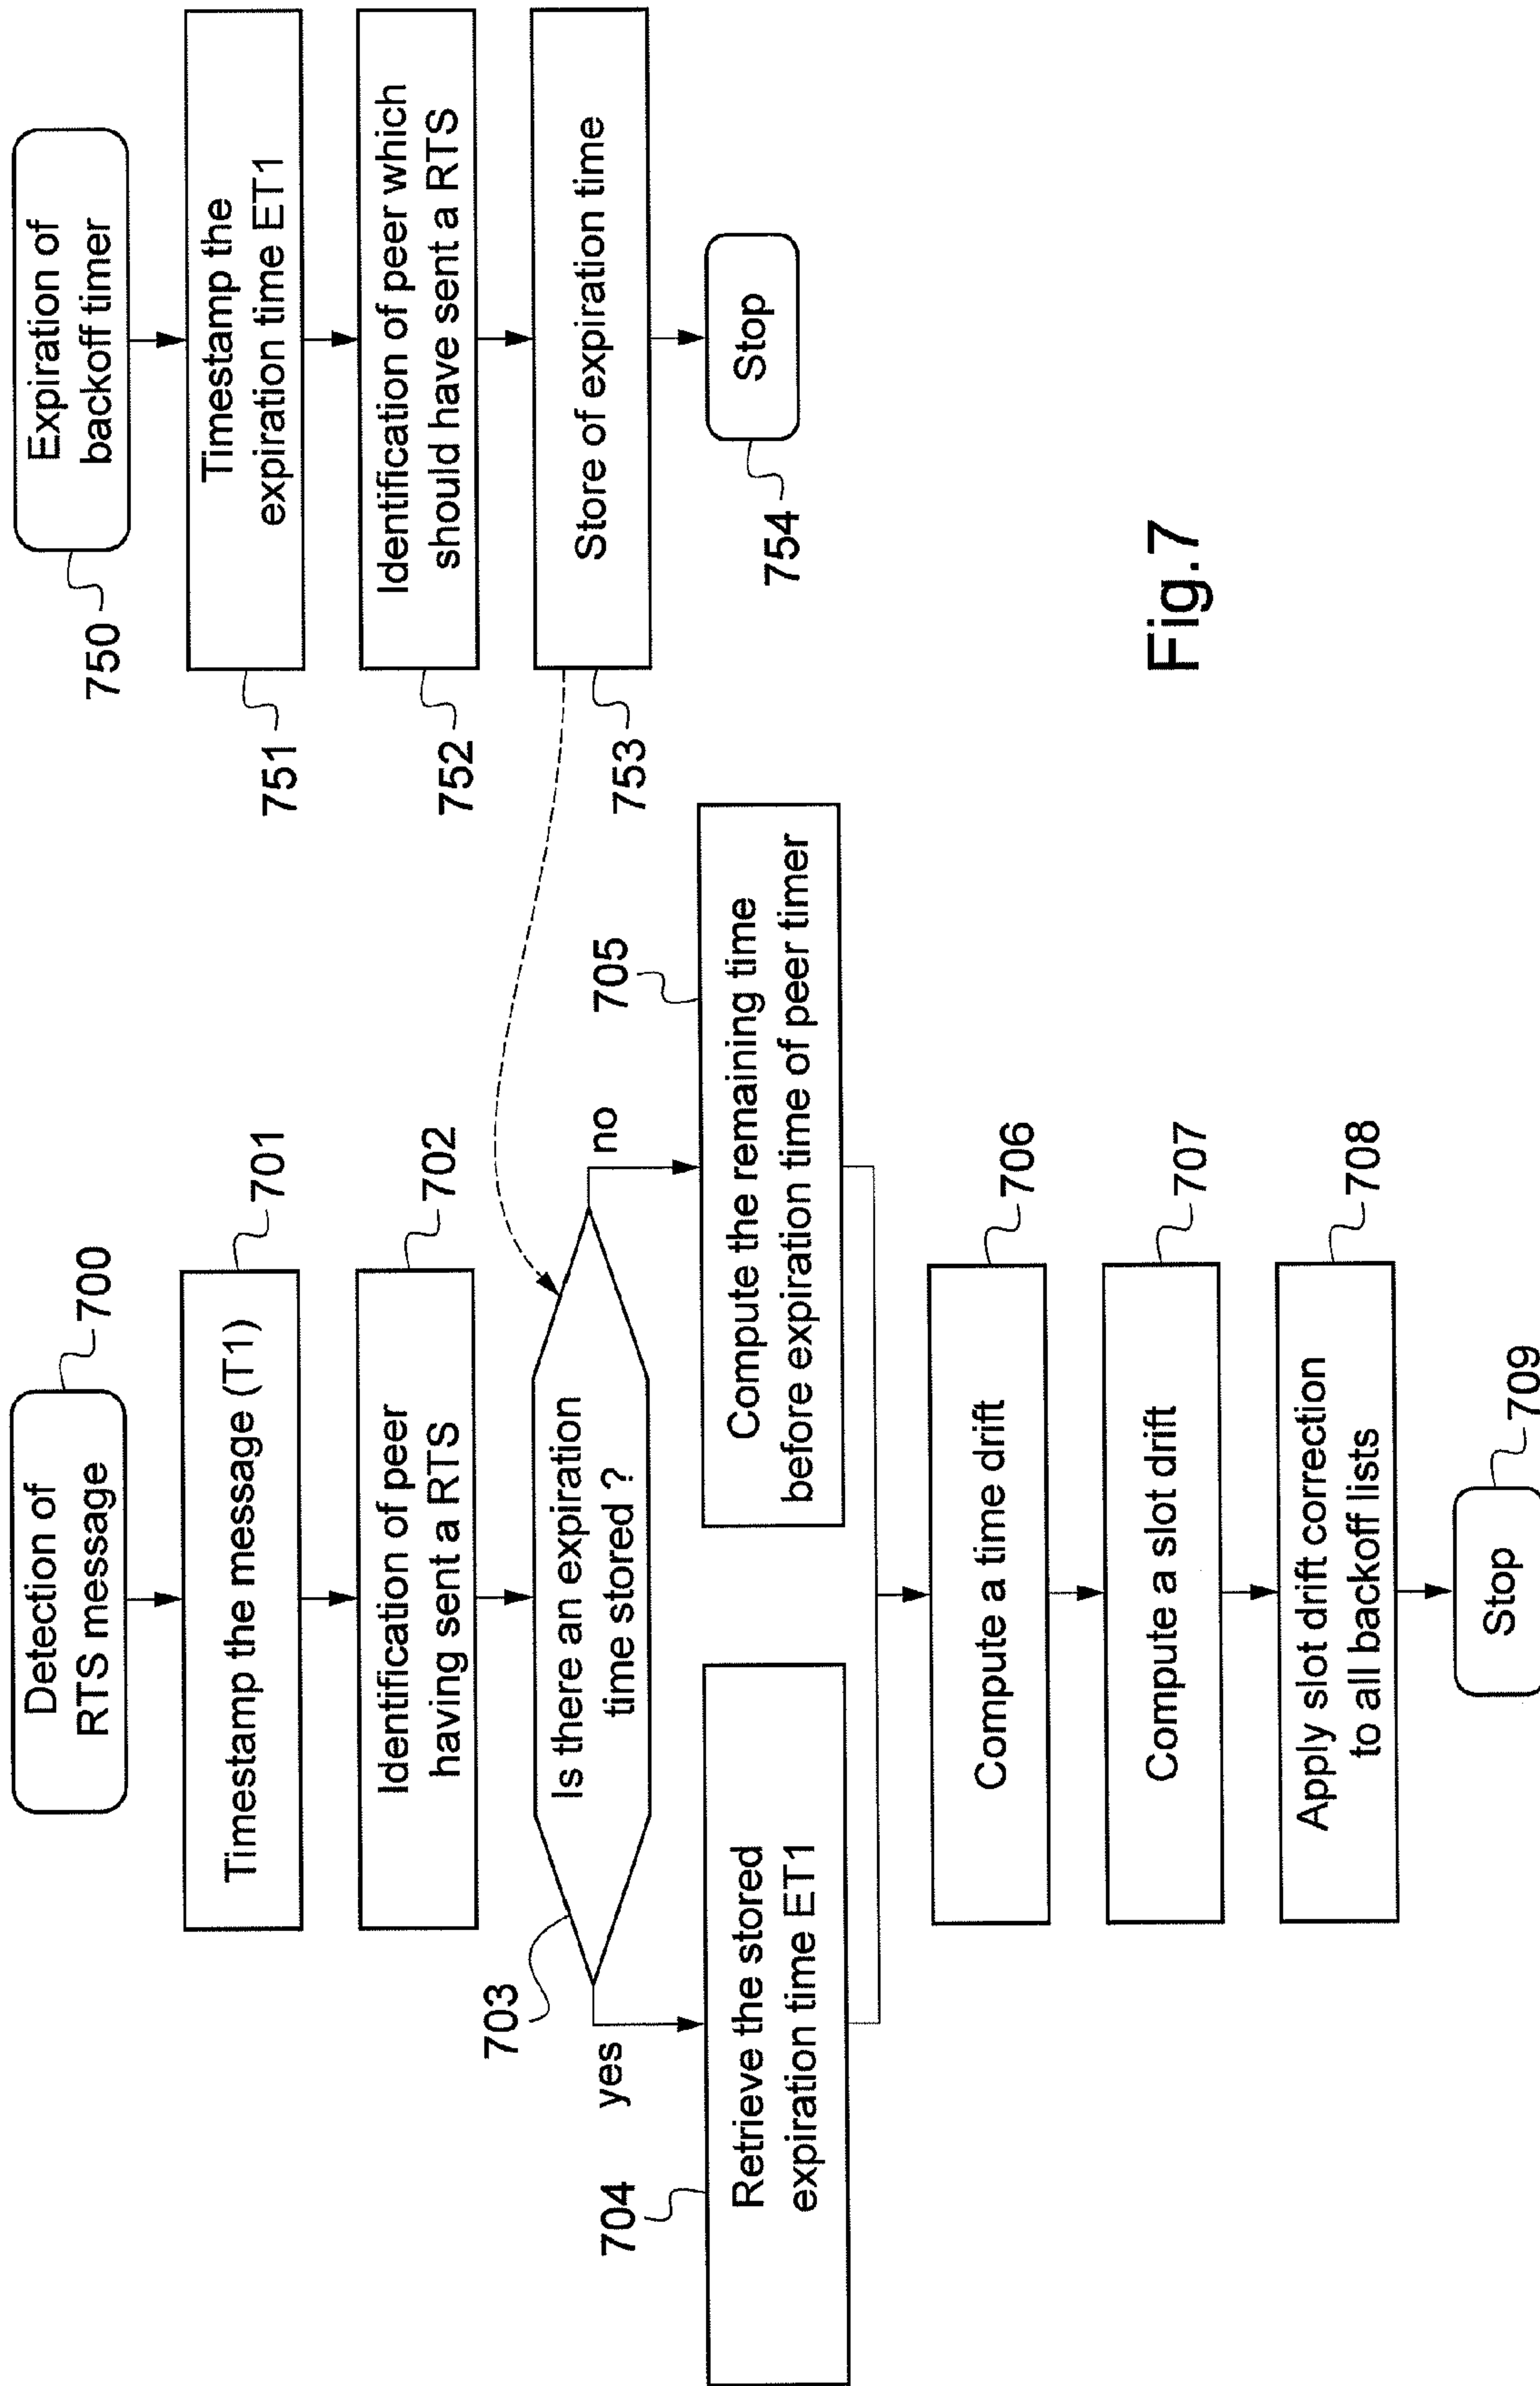 Detection of
RTS message
700
Timestamp the message (T1)
701
Identification of peer
having sent a RTS
702
Is there an expiration
time stored ?
703
yes
no
704
Retrieve the stored
expiration time ET1
705
Compute the remaining time
before expiration time of peer timer
Compute a time drift
706
Compute a slot drift
707
Apply slot drift correction
to all backoff lists
708
Stop
709
Expiration of
backoff timer
750
Timestamp the
expiration time ET1
751
Identification of peer which
should have sent a RTS
752
Store of expiration time
753
Stop
754
Fig.7